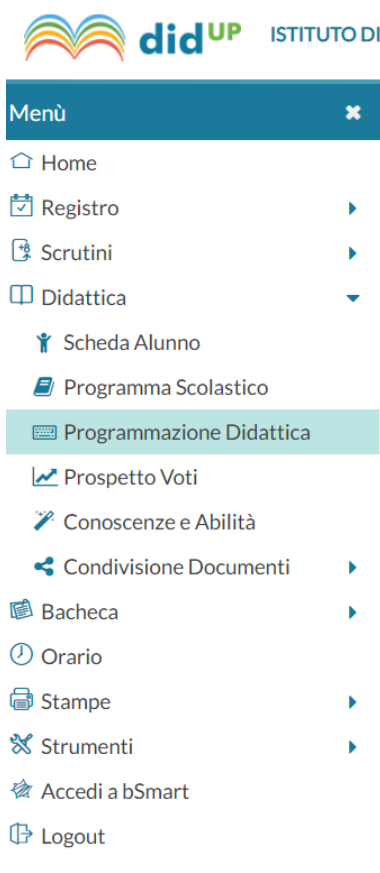 didUP ISTITUTO DI
Menù
Home
Registro
Scrutini
Didattica
Scheda Alunno
Programma Scolastico
Programmazione Didattica
Prospetto Voti
Conoscenze e Abilità
Condivisione Documenti
Bacheca
Orario
Stampe
Strumenti
Accedi a bSmart
Logout